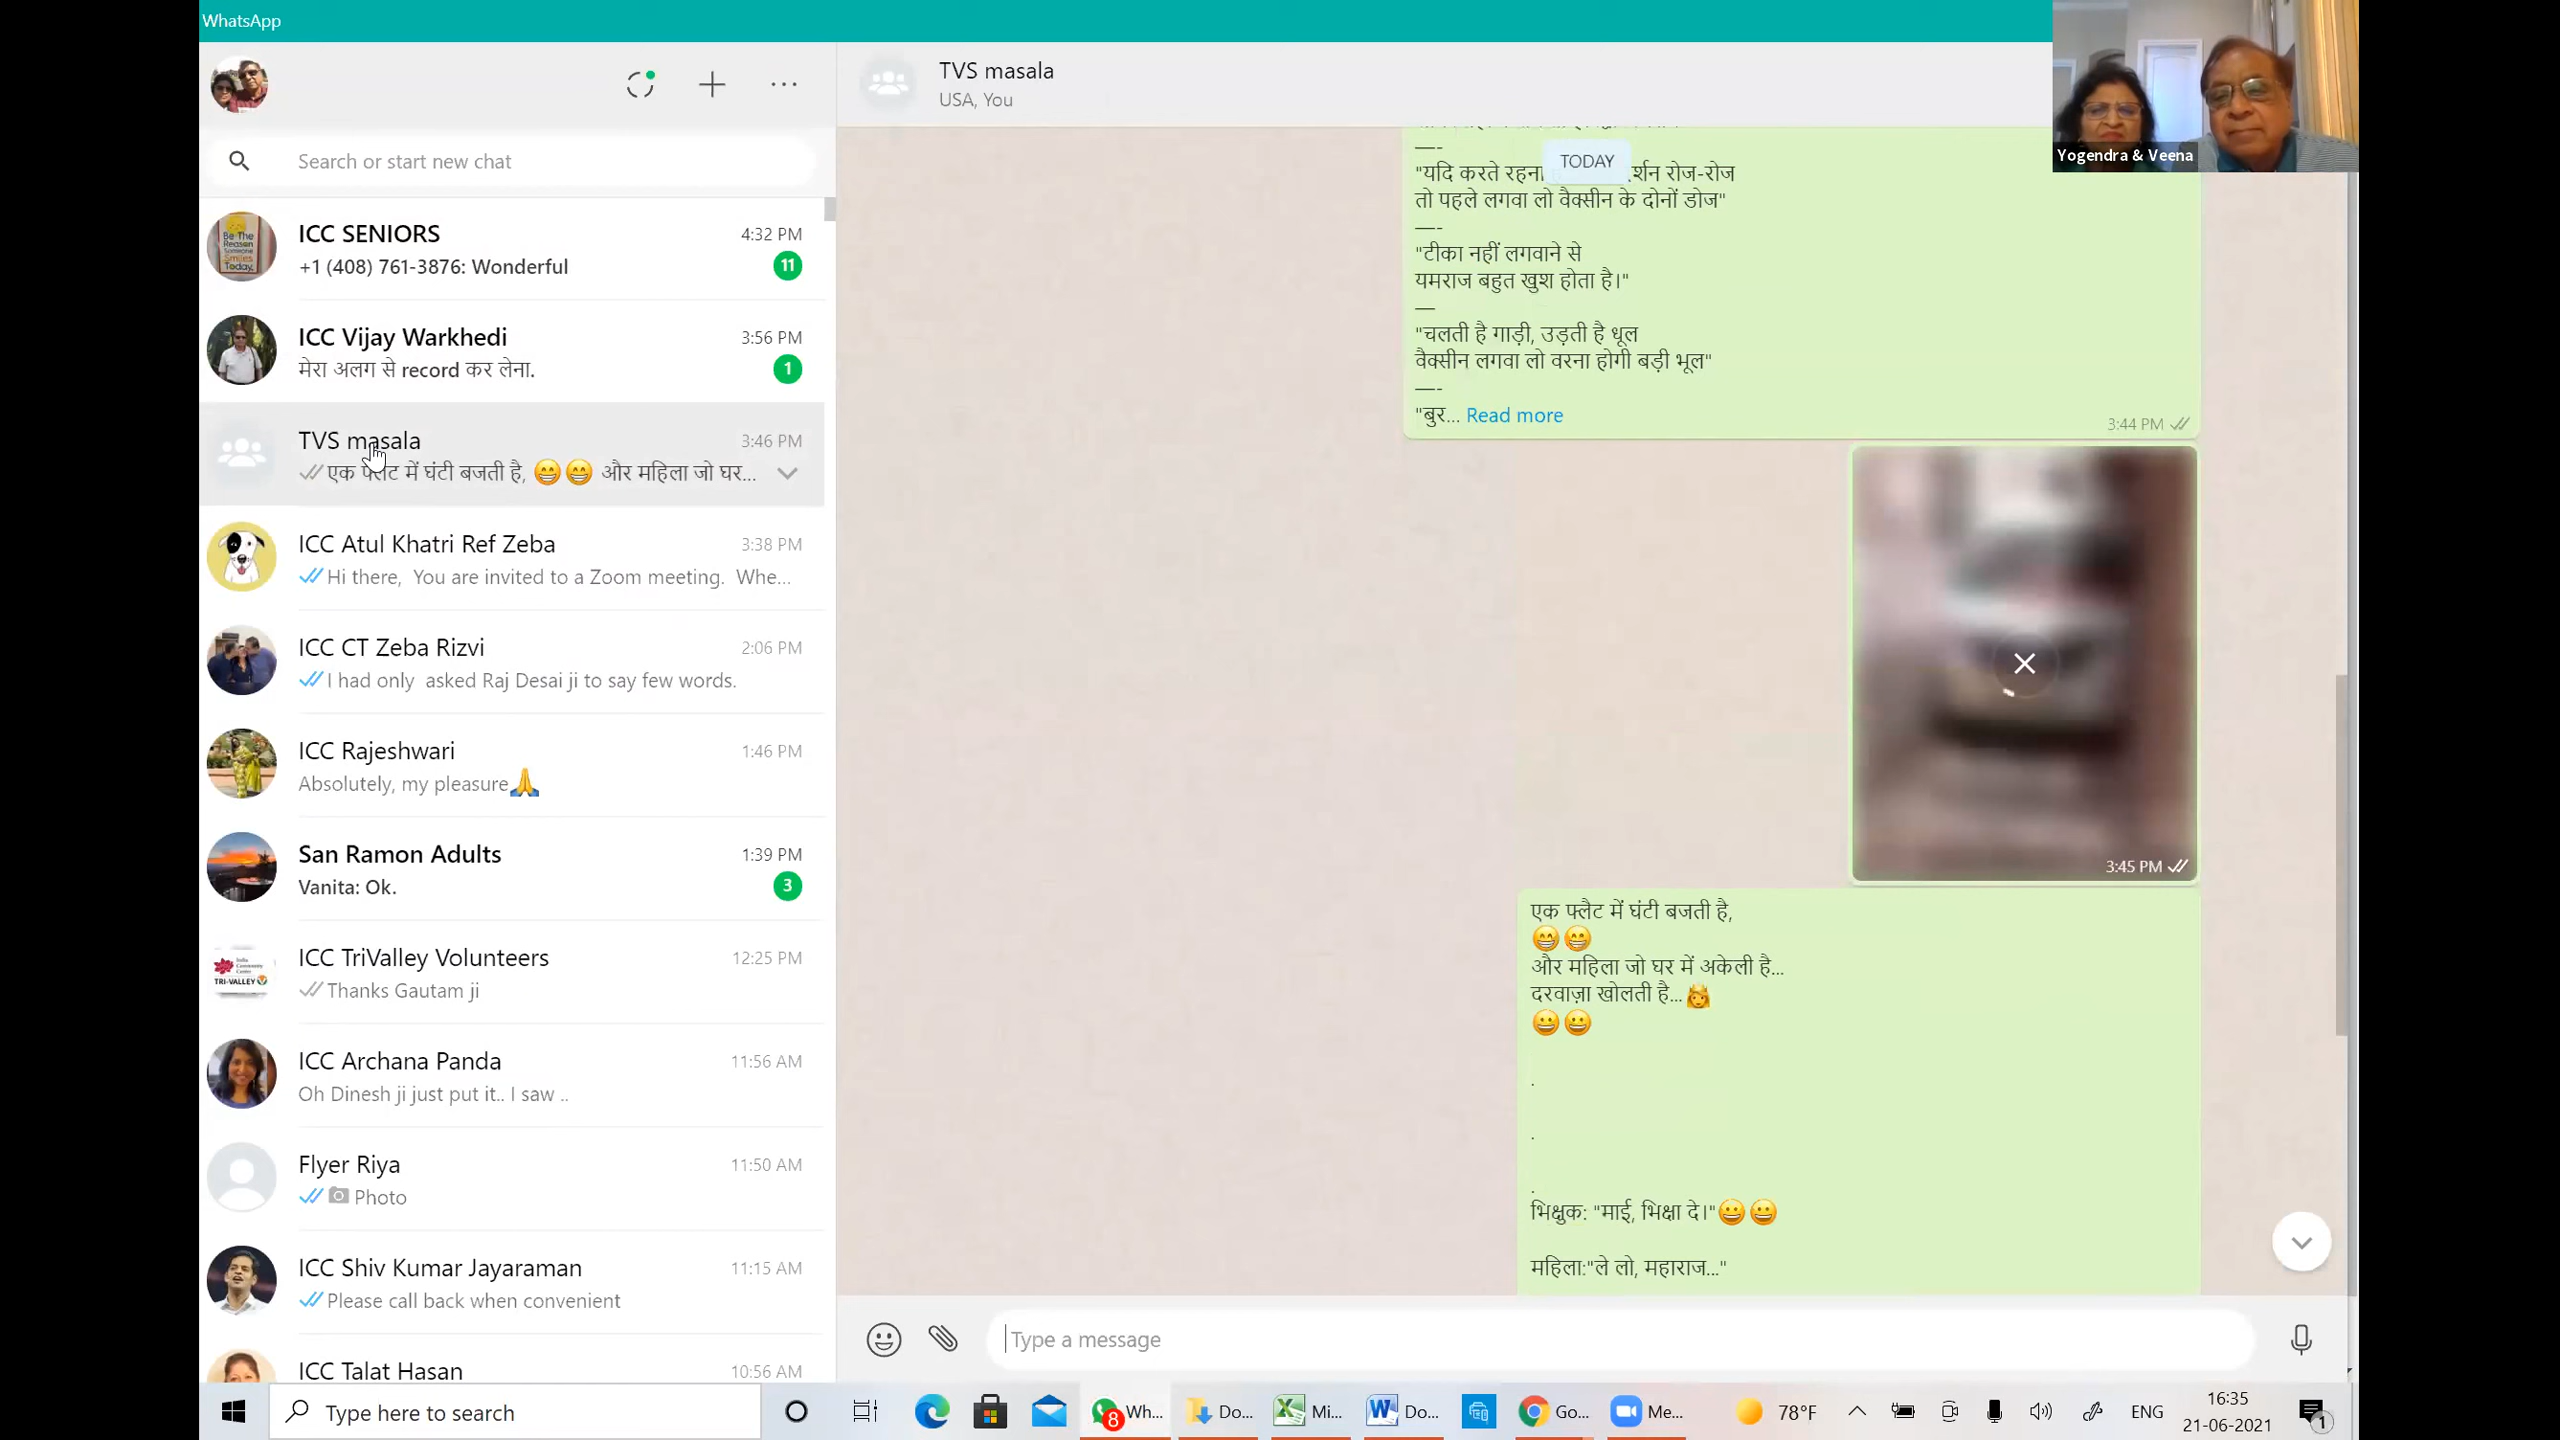 WhatsApp
Search or start new chat
ICC SENIORS
4:32 PM
+1 (408) 761-3876: Wonderful
11
ICC Vijay Warkhedi
3:56 PM
मेरा अलग से record कर लेना.
1
TVS masala
3:46 PM
एक फ्लैट में घंटी बजती है, 😁😁 और महिला जो घर...
ICC Atul Khatri Ref Zeba
3:38 PM
Hi there, You are invited to a Zoom meeting. Whe...
ICC CT Zeba Rizvi
2:06 PM
I had only asked Raj Desai ji to say few words.
ICC Rajeshwari
1:46 PM
Absolutely, my pleasure🙏
San Ramon Adults
1:39 PM
Vanita: Ok.
3
ICC TriValley Volunteers
12:25 PM
Thanks Gautam ji
ICC Archana Panda
11:56 AM
Oh Dinesh ji just put it.. I saw ..
Flyer Riya
11:50 AM
Photo
ICC Shiv Kumar Jayaraman
11:15 AM
Please call back when convenient
ICC Talat Hasan
10:56 AM
TVS masala
USA, You
Yogendra & Veena
TODAY
—-
"यदि करते रहना र्शन रोज-रोज
तो पहले लगवा लो वैक्सीन के दोनों डोज"
—-
"टीका नहीं लगवाने से
यमराज बहुत खुश होता है।"
—
"चलती है गाड़ी, उड़ती है धूल
वैक्सीन लगवा लो वरना होगी बड़ी भूल"
—-
"बुर... Read more
3:44 PM
3:45 PM
एक फ्लैट में घंटी बजती है,
😁😁
और महिला जो घर में अकेली है...
दरवाज़ा खोलती है...👸
😀😀
.
.
.
भिक्षुक: "माई, भिक्षा दे।"😀😀
महिला:"ले लो, महाराज..."
Type a message
Type here to search
8
Wh...
Do...
Mi...
Do...
Go...
Me...
78°F
ENG
16:35
21-06-2021
1